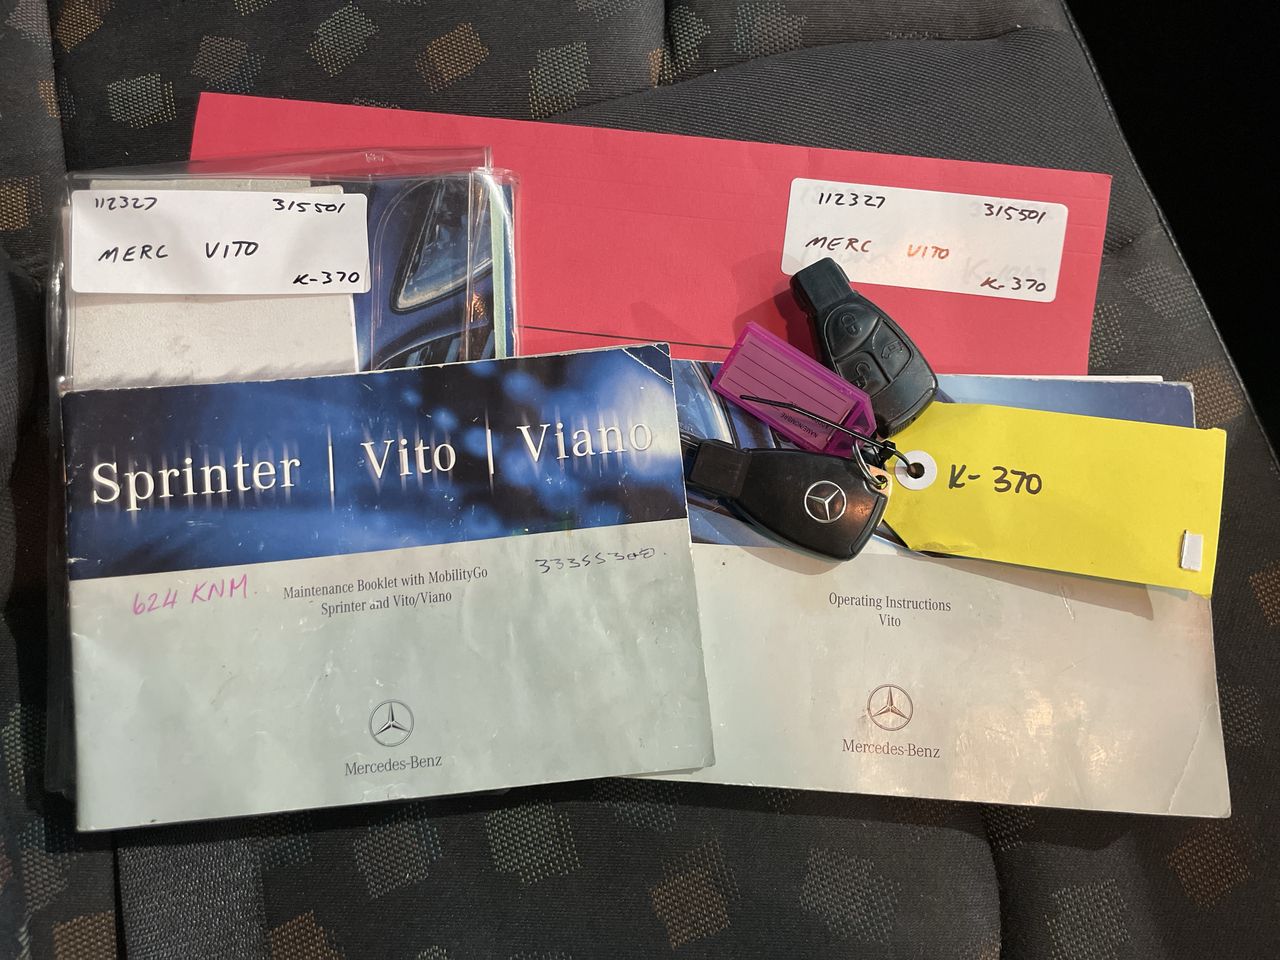 112327 315501
MERC VITO
K-370
112327 315501
MERC VITO
K-370
K-370
Sprinter | Vito | Viano
624 KNM.
Maintenance Booklet with MobilityGo
Sprinter and Vito/Viano
Mercedes-Benz
Operating Instructions
Vito
Mercedes-Benz